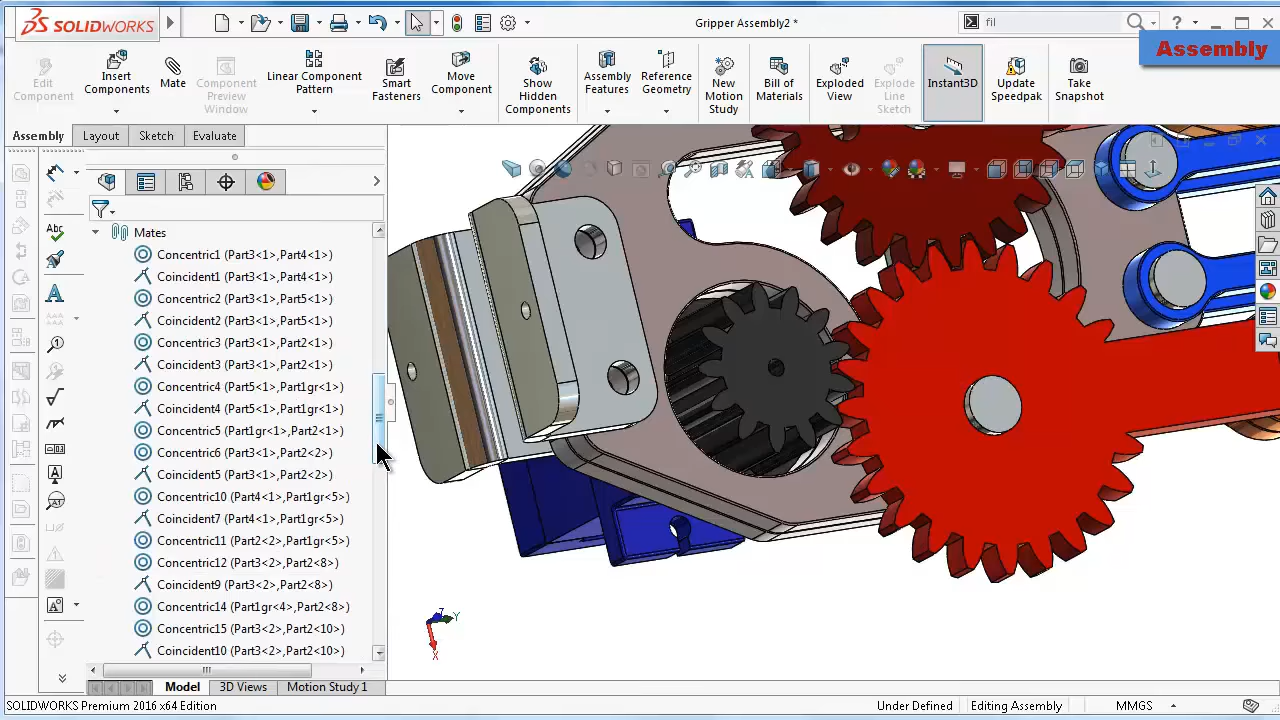 SOLIDWORKS
Gripper Assembly2 *
fil
Assembly
Edit Component
Insert Components
Mate
Component Preview Window
Linear Component Pattern
Smart Fasteners
Move Component
Show Hidden Components
Assembly Features
Reference Geometry
New Motion Study
Bill of Materials
Exploded View
Explode Line Sketch
Instant3D
Update Speedpak
Take Snapshot
Assembly
Layout
Sketch
Evaluate
Mates
Concentric1 (Part3<1>,Part4<1>)
Coincident1 (Part3<1>,Part4<1>)
Concentric2 (Part3<1>,Part5<1>)
Coincident2 (Part3<1>,Part5<1>)
Concentric3 (Part3<1>,Part2<1>)
Coincident3 (Part3<1>,Part2<1>)
Concentric4 (Part5<1>,Part1gr<1>)
Coincident4 (Part5<1>,Part1gr<1>)
Concentric5 (Part1gr<1>,Part2<1>)
Concentric6 (Part3<1>,Part2<2>)
Coincident5 (Part3<1>,Part2<2>)
Concentric10 (Part4<1>,Part1gr<5>)
Coincident7 (Part4<1>,Part1gr<5>)
Concentric11 (Part2<2>,Part1gr<5>)
Concentric12 (Part3<2>,Part2<8>)
Coincident9 (Part3<2>,Part2<8>)
Concentric14 (Part1gr<4>,Part2<8>)
Concentric15 (Part3<2>,Part2<10>)
Coincident10 (Part3<2>,Part2<10>)
Z
Y
X
Model
3D Views
Motion Study 1
SOLIDWORKS Premium 2016 x64 Edition
Under Defined
Editing Assembly
MMGS